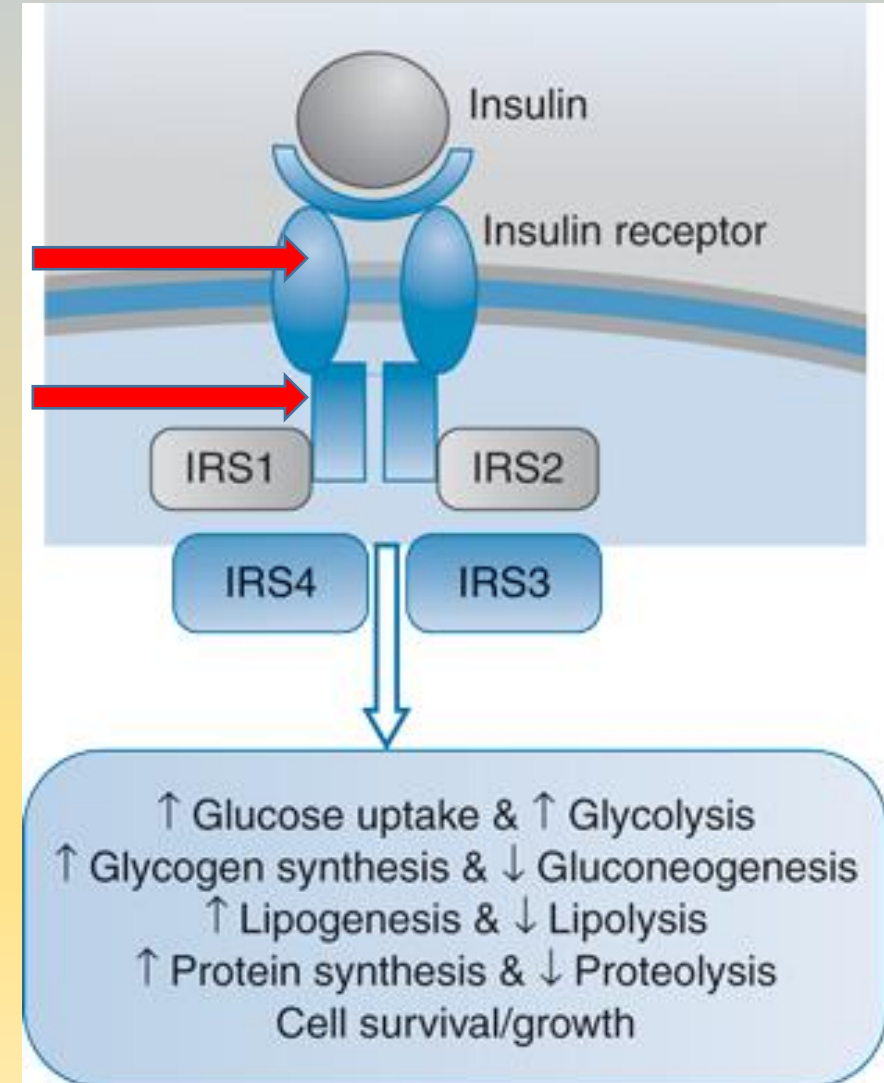 Insulin
Insulin receptor
IRS1
IRS2
IRS4
IRS3
↑ Glucose uptake & ↑ Glycolysis
↑ Glycogen synthesis & ↓ Gluconeogenesis
↑ Lipogenesis & ↓ Lipolysis
↑ Protein synthesis & ↓ Proteolysis
Cell survival/growth